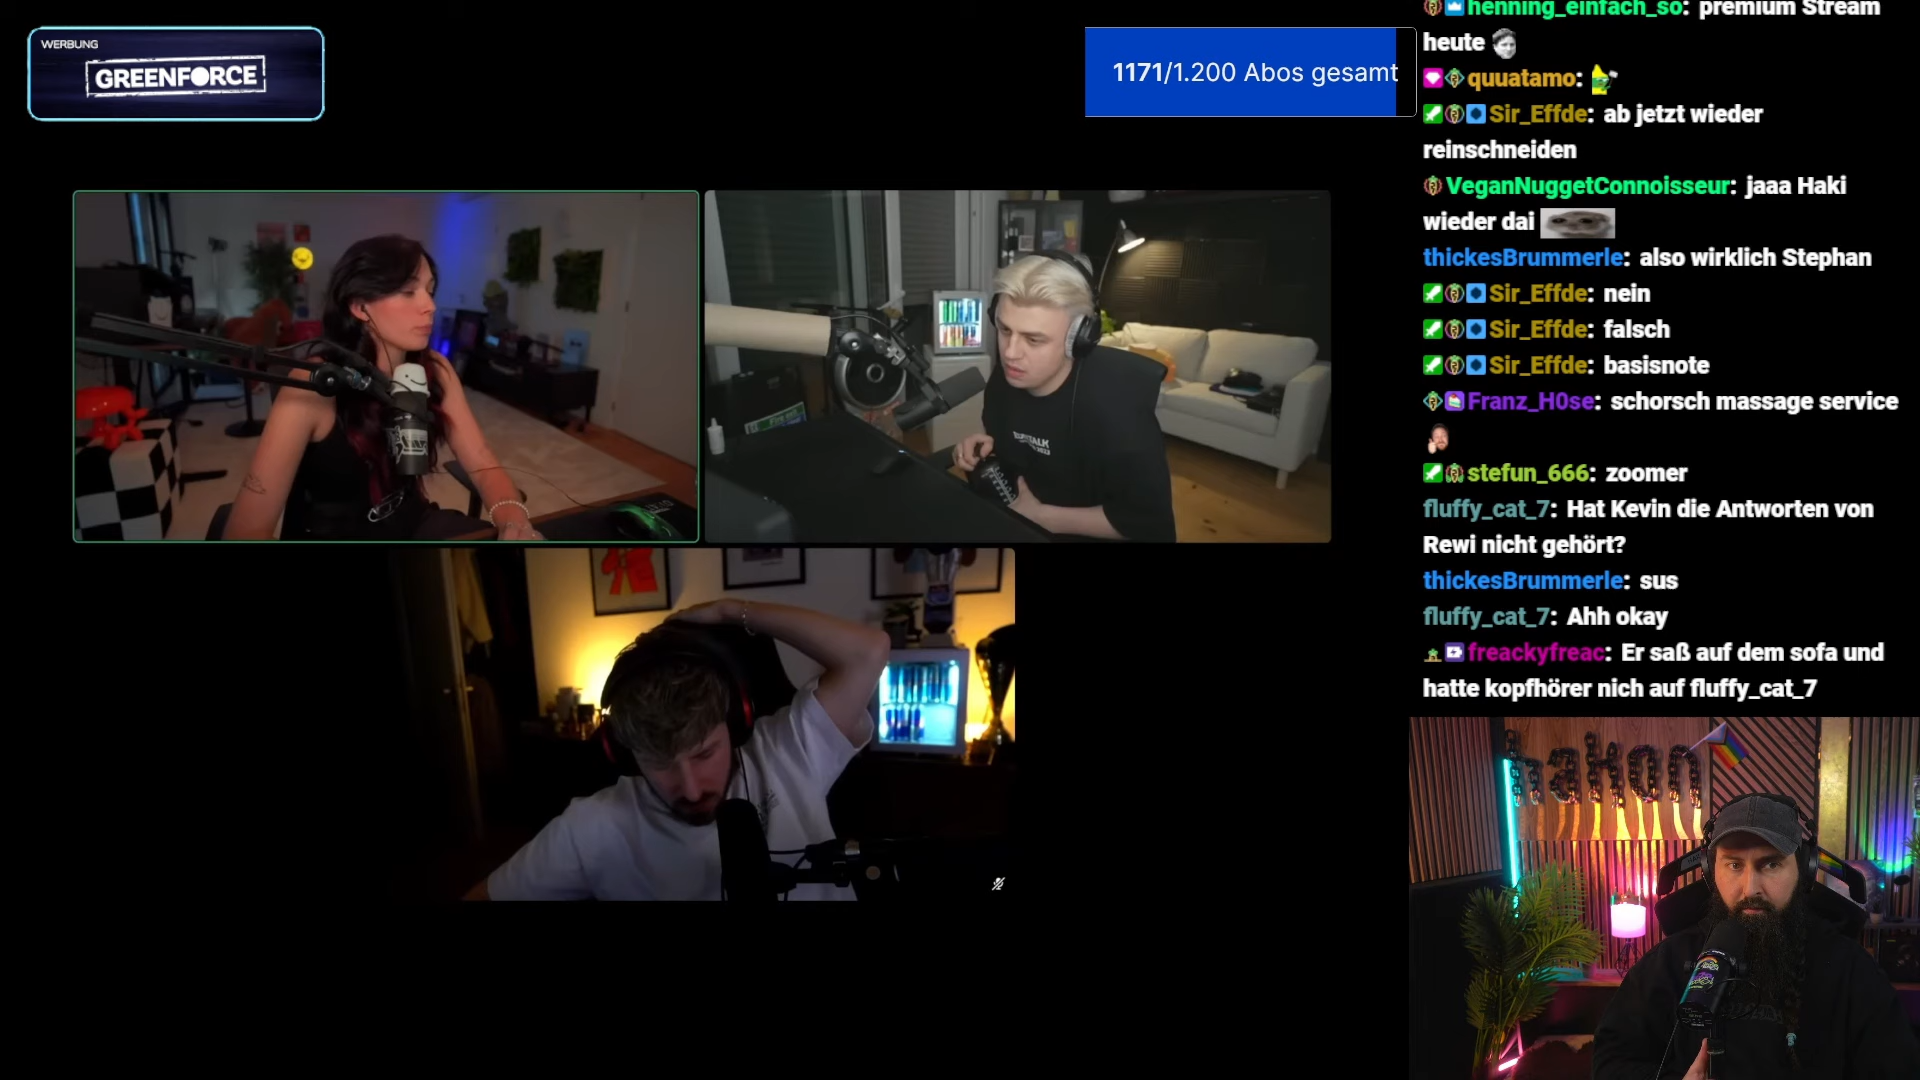 WERBUNG
GREENFORCE
1171/1.200 Abos gesamt
henning_einfach_so: premium Stream
heute
quuatamo:
Sir_Effde: ab jetzt wieder
reinschneiden
VeganNuggetConnoisseur: jaaa Haki
wieder dai
thickesBrummerle: also wirklich Stephan
Sir_Effde: nein
Sir_Effde: falsch
Sir_Effde: basisnote
Franz_H0se: schorsch massage service
stefun_666: zoomer
fluffy_cat_7: Hat Kevin die Antworten von
Rewi nicht gehört?
thickesBrummerle: sus
fluffy_cat_7: Ahh okay
freackyfreac: Er saß auf dem sofa und
hatte kopfhörer nich auf fluffy_cat_7
hakon